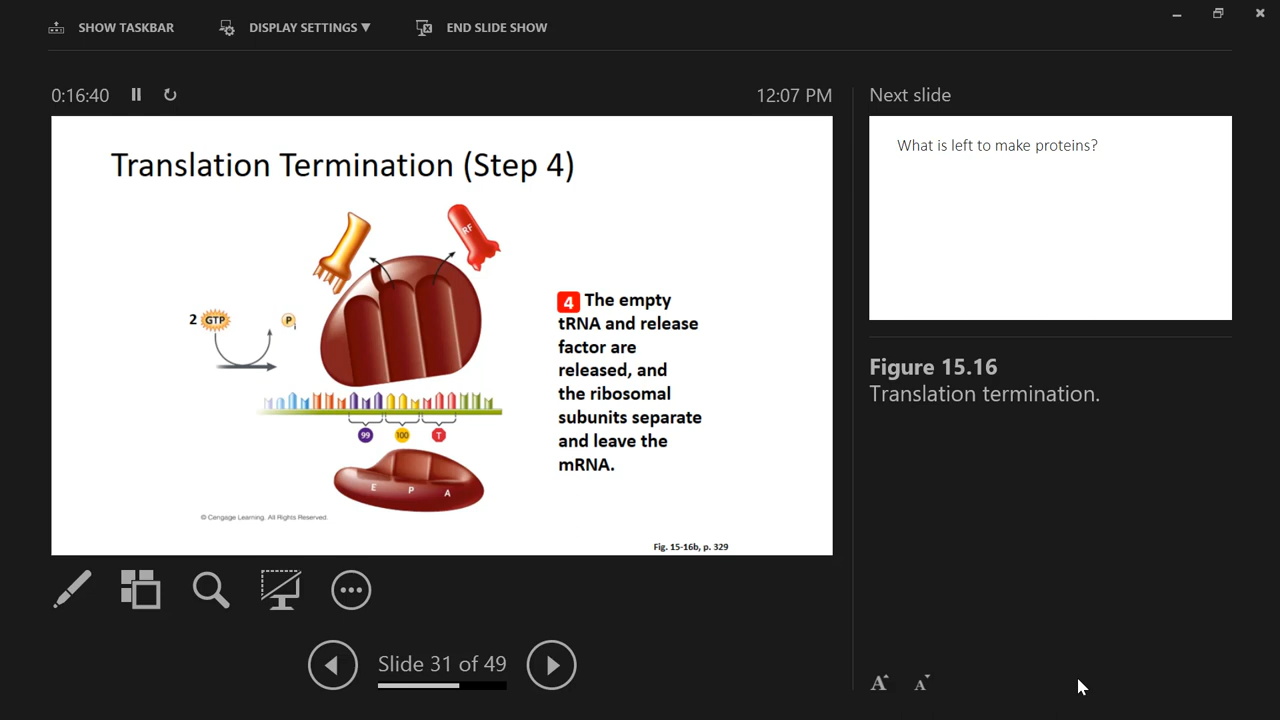 SHOW TASKBAR
DISPLAY SETTINGS ▼
END SLIDE SHOW
0:16:40
12:07 PM
Next slide
Translation Termination (Step 4)
What is left to make proteins?
RF
2 GTP
P
i
4 The empty
tRNA and release
factor are
released, and
the ribosomal
subunits separate
and leave the
mRNA.
99 100 T
E P A
© Cengage Learning. All Rights Reserved.
Fig. 15-16b, p. 329
Figure 15.16
Translation termination.
Slide 31 of 49
A A